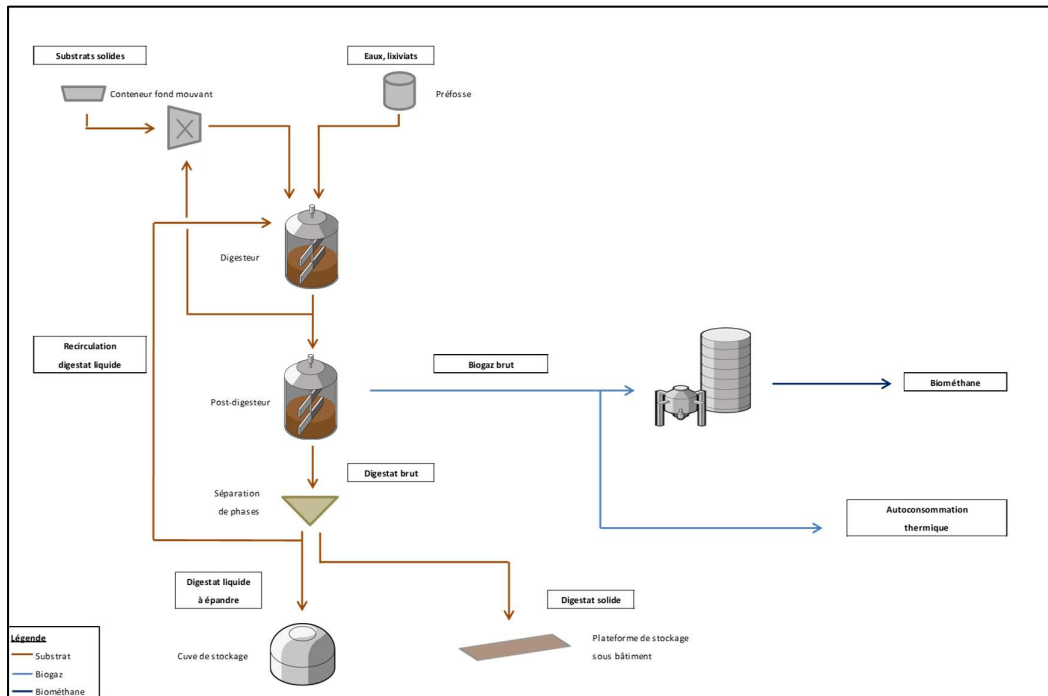 Substrats solides
Eaux, lixiviats
Conteneur fond mouvant
Préfosse
Digesteur
Recirculation
digestat liquide
Biogaz brut
Biométhane
Post-digesteur
Digestat brut
Séparation
de phases
Autoconsommation
thermique
Digestat liquide
à épandre
Digestat solide
Cuve de stockage
Plateforme de stockage
sous bâtiment
Légende
Substrat
Biogaz
Biométhane